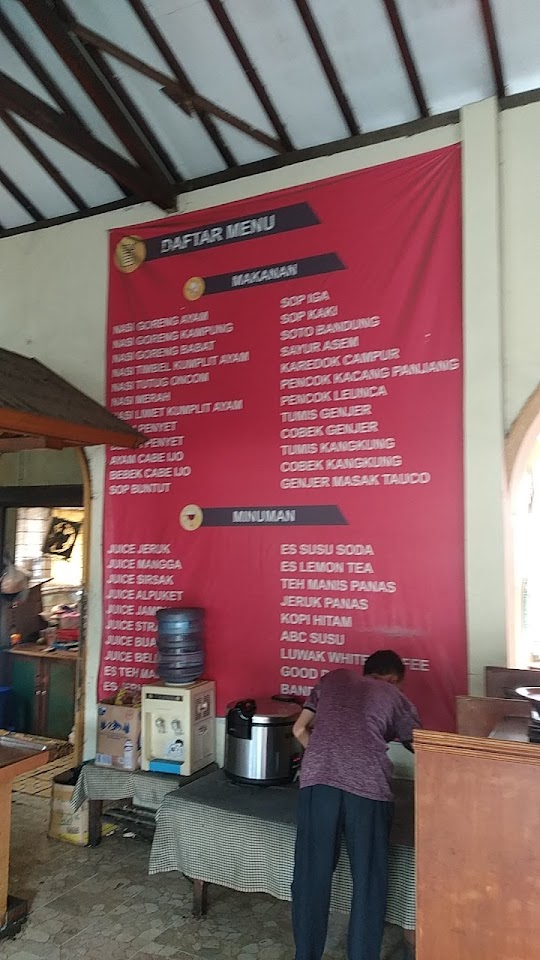 DAFTAR MENU
MAKANAN
NASI GORENG AYAM
NASI GORENG KAMPUNG
NASI GORENG BABAT
NASI TIMBEL KUMPLIT AYAM
NASI TUTUG ONCOM
NASI MERAH
NASI LIWET KUMPLIT AYAM
PENYET
PENYET
AYAM CABE IJO
BEBEK CABE IJO
SOP BUNTUT
SOP IGA
SOP KAKI
SOTO BANDUNG
SAYUR ASEM
KAREDOK CAMPUR
PENCOK KACANG PANJANG
PENCOK LEUNCA
TUMIS GENJER
COBEK GENJER
TUMIS KANGKUNG
COBEK KANGKUNG
GENJER MASAK TAUCO
MINUMAN
JUICE JERUK
JUICE MANGGA
JUICE SIRSAK
JUICE ALPUKET
JUICE
JUICE
JUICE
JUICE
ES TEH
ES
ES SUSU SODA
ES LEMON TEA
TEH MANIS PANAS
JERUK PANAS
KOPI HITAM
ABC SUSU
LUWAK WHITE
GOOD